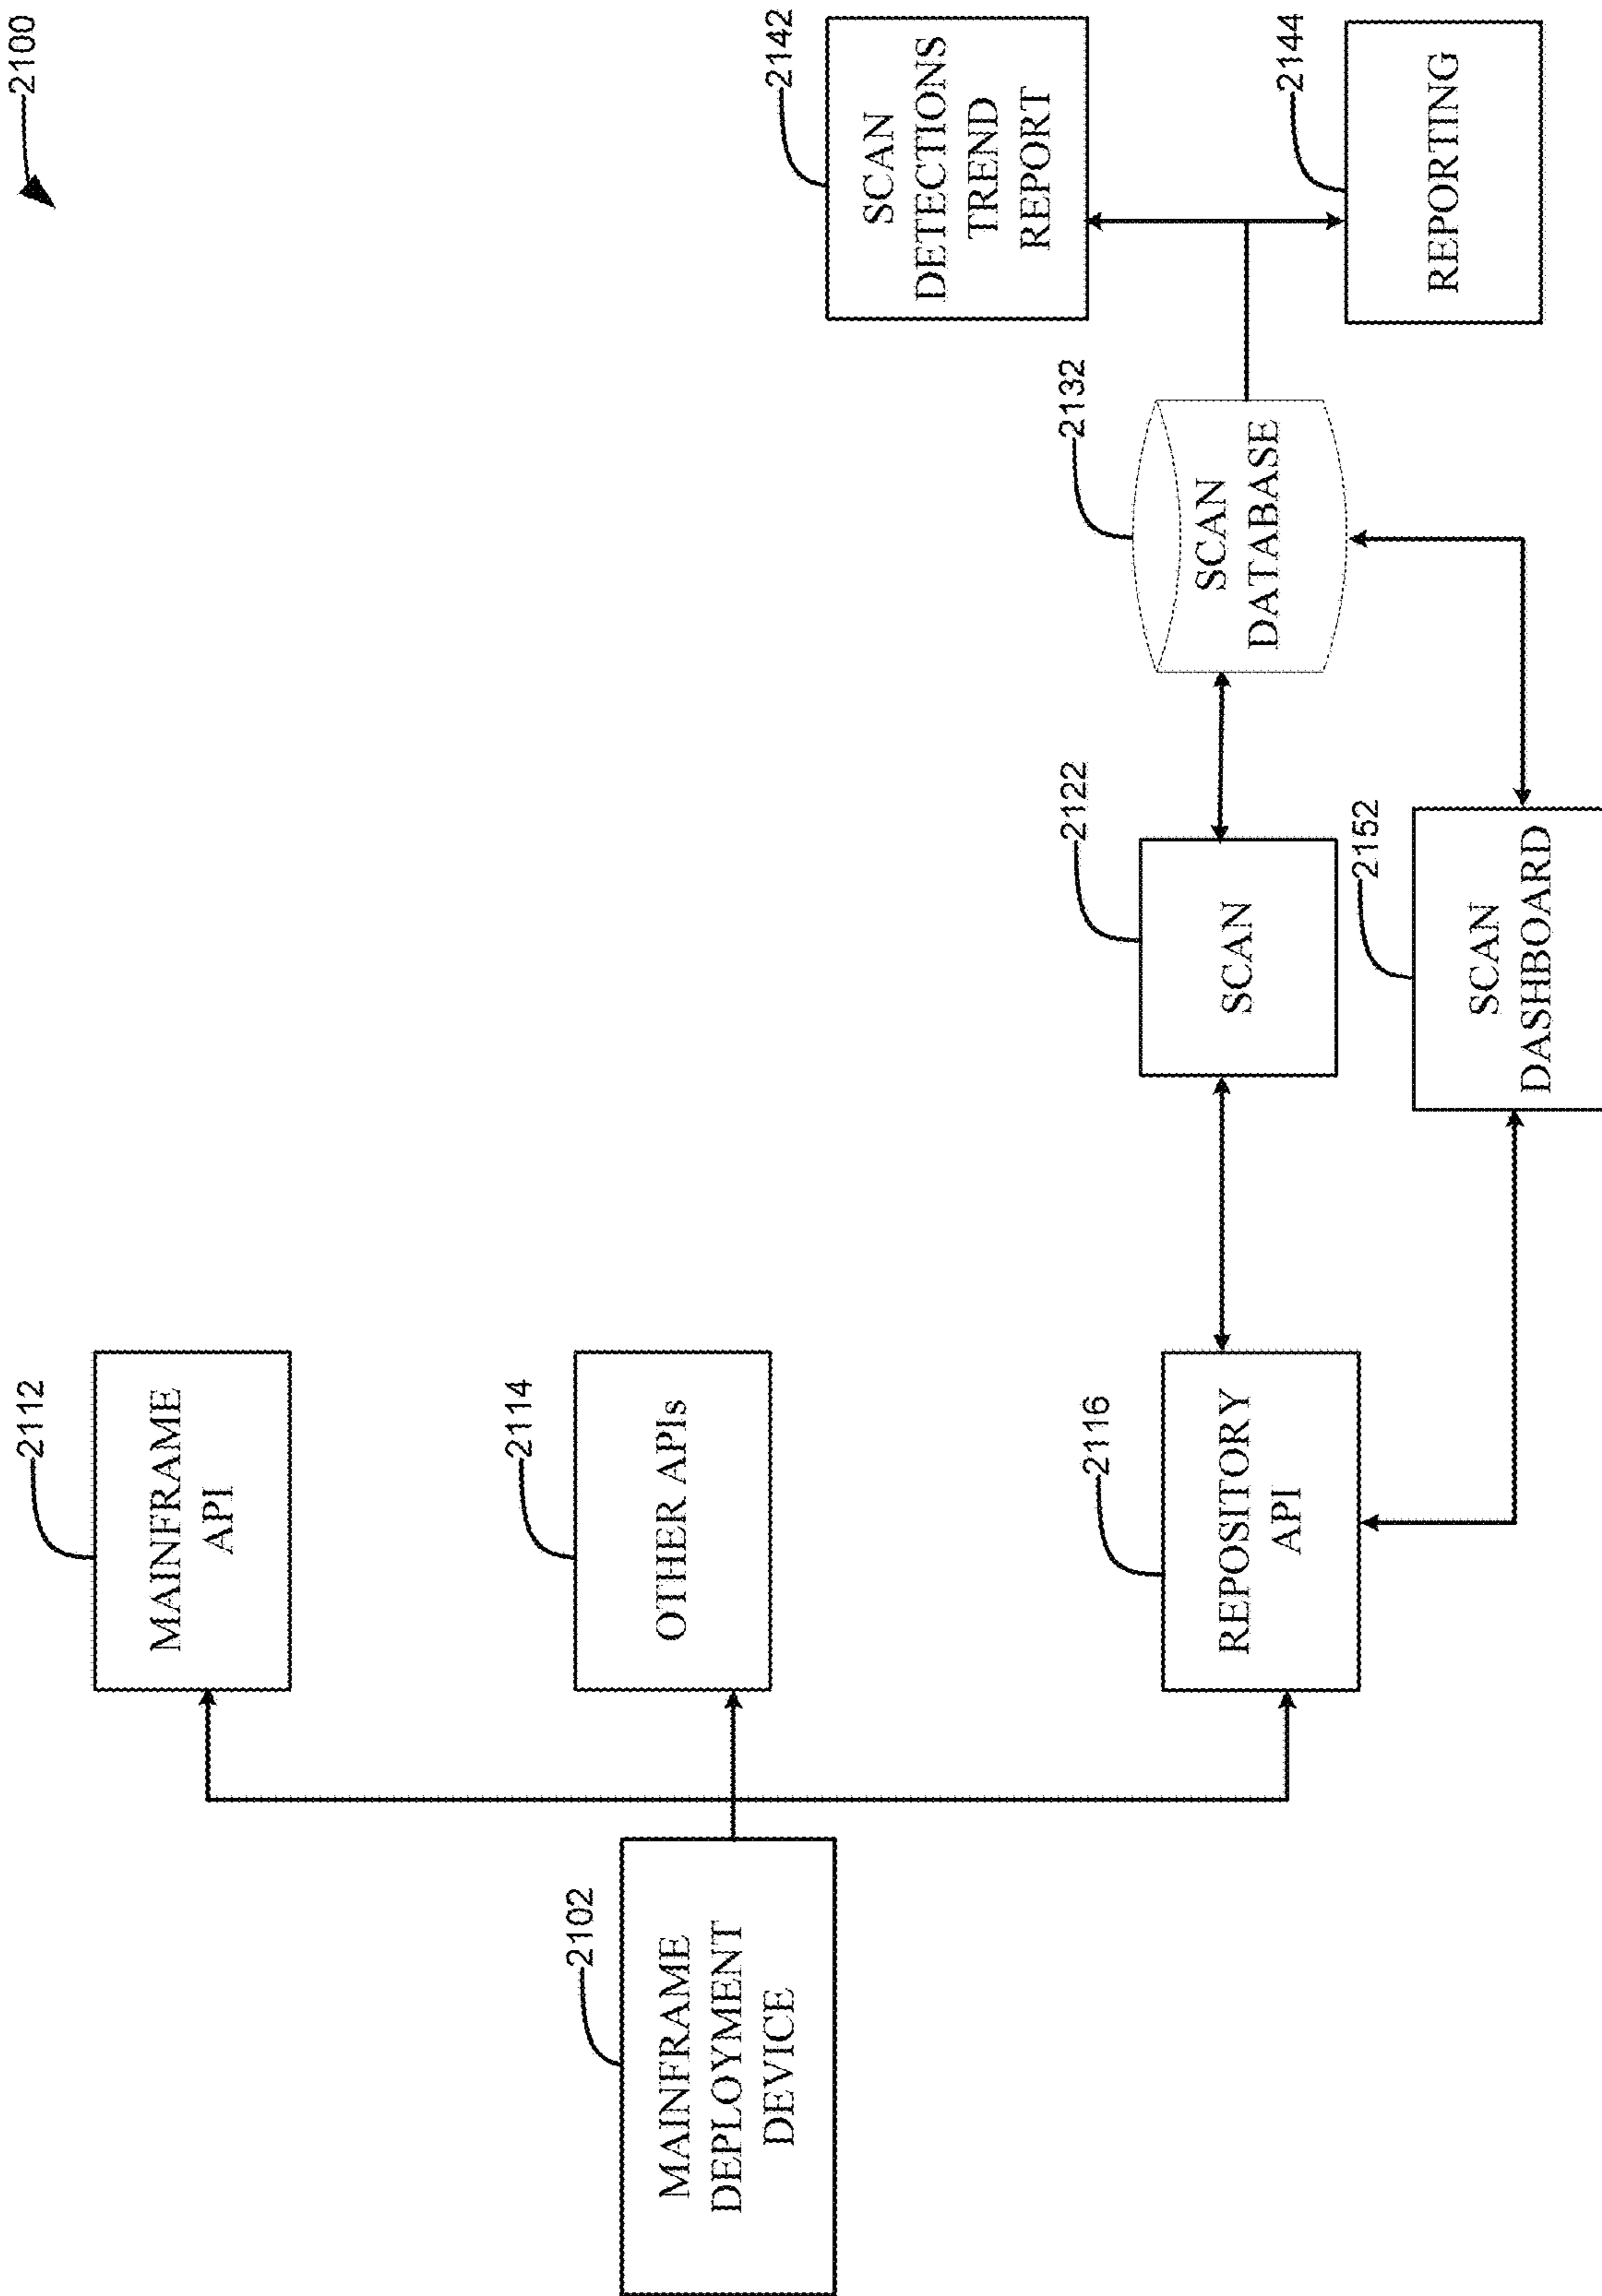 2100
2102
MAINFRAME
DEPLOYMENT
DEVICE
2112
MAINFRAME
API
2114
OTHER APIs
2116
REPOSITORY
API
2122
SCAN
2132
SCAN
DATABASE
2142
SCAN
DETECTIONS
TREND
REPORT
2144
REPORTING
2152
SCAN
DASHBOARD